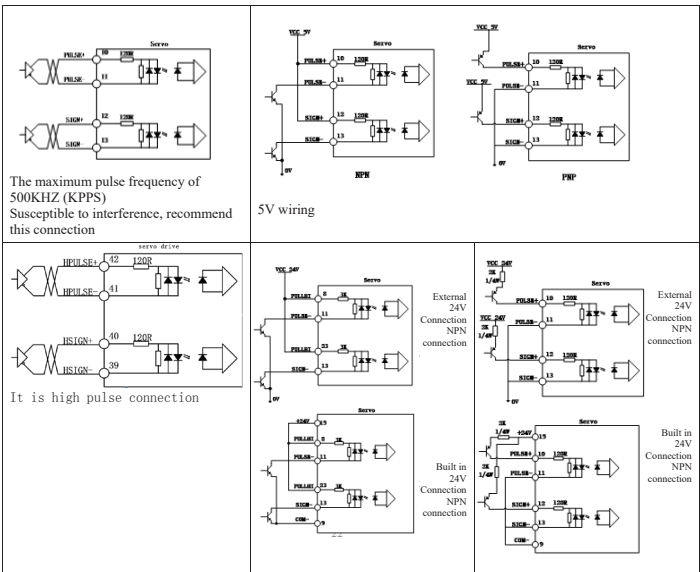 Servo
PULSE+
10
120R
PULSE-
11
SIGN+
12
120R
SIGN-
13
The maximum pulse frequency of
500KHZ (KPPS)
Susceptible to interference, recommend
this connection
VCC 5V
Servo
PULSE+
10
120R
PULSE-
11
SIGN+
12
120R
SIGN-
13
0V
NPN
VCC 5V
Servo
PULSE+
10
120R
VCC 5V
PULSE-
11
SIGN+
12
120R
SIGN-
13
0V
PNP
5V wiring
servo drive
HPULSE+
42
120R
HPULSE-
41
HSIGN+
40
120R
HSIGN-
39
It is high pulse connection
VCC 24V
Servo
PULLHI
8
1K
PULSE-
11
PULLHI
23
1K
SIGN-
13
0V
External
24V
Connection
NPN
connection
Servo
+24V
15
PULLHI
8
1K
PULSE-
11
PULLHI
23
1K
SIGN-
13
COM-
9
Built in
24V
Connection
NPN
connection
VCC 24V
2K
1/4W
Servo
PULSE+
10
120R
VCC 24V
2K
1/4W
PULSE-
11
SIGN+
12
120R
SIGN-
13
0V
External
24V
Connection
NPN
connection
2K
1/4W
+24V
15
Servo
PULSE+
10
120R
2K
1/4W
PULSE-
11
SIGN+
12
120R
SIGN-
13
COM-
9
Built in
24V
Connection
NPN
connection